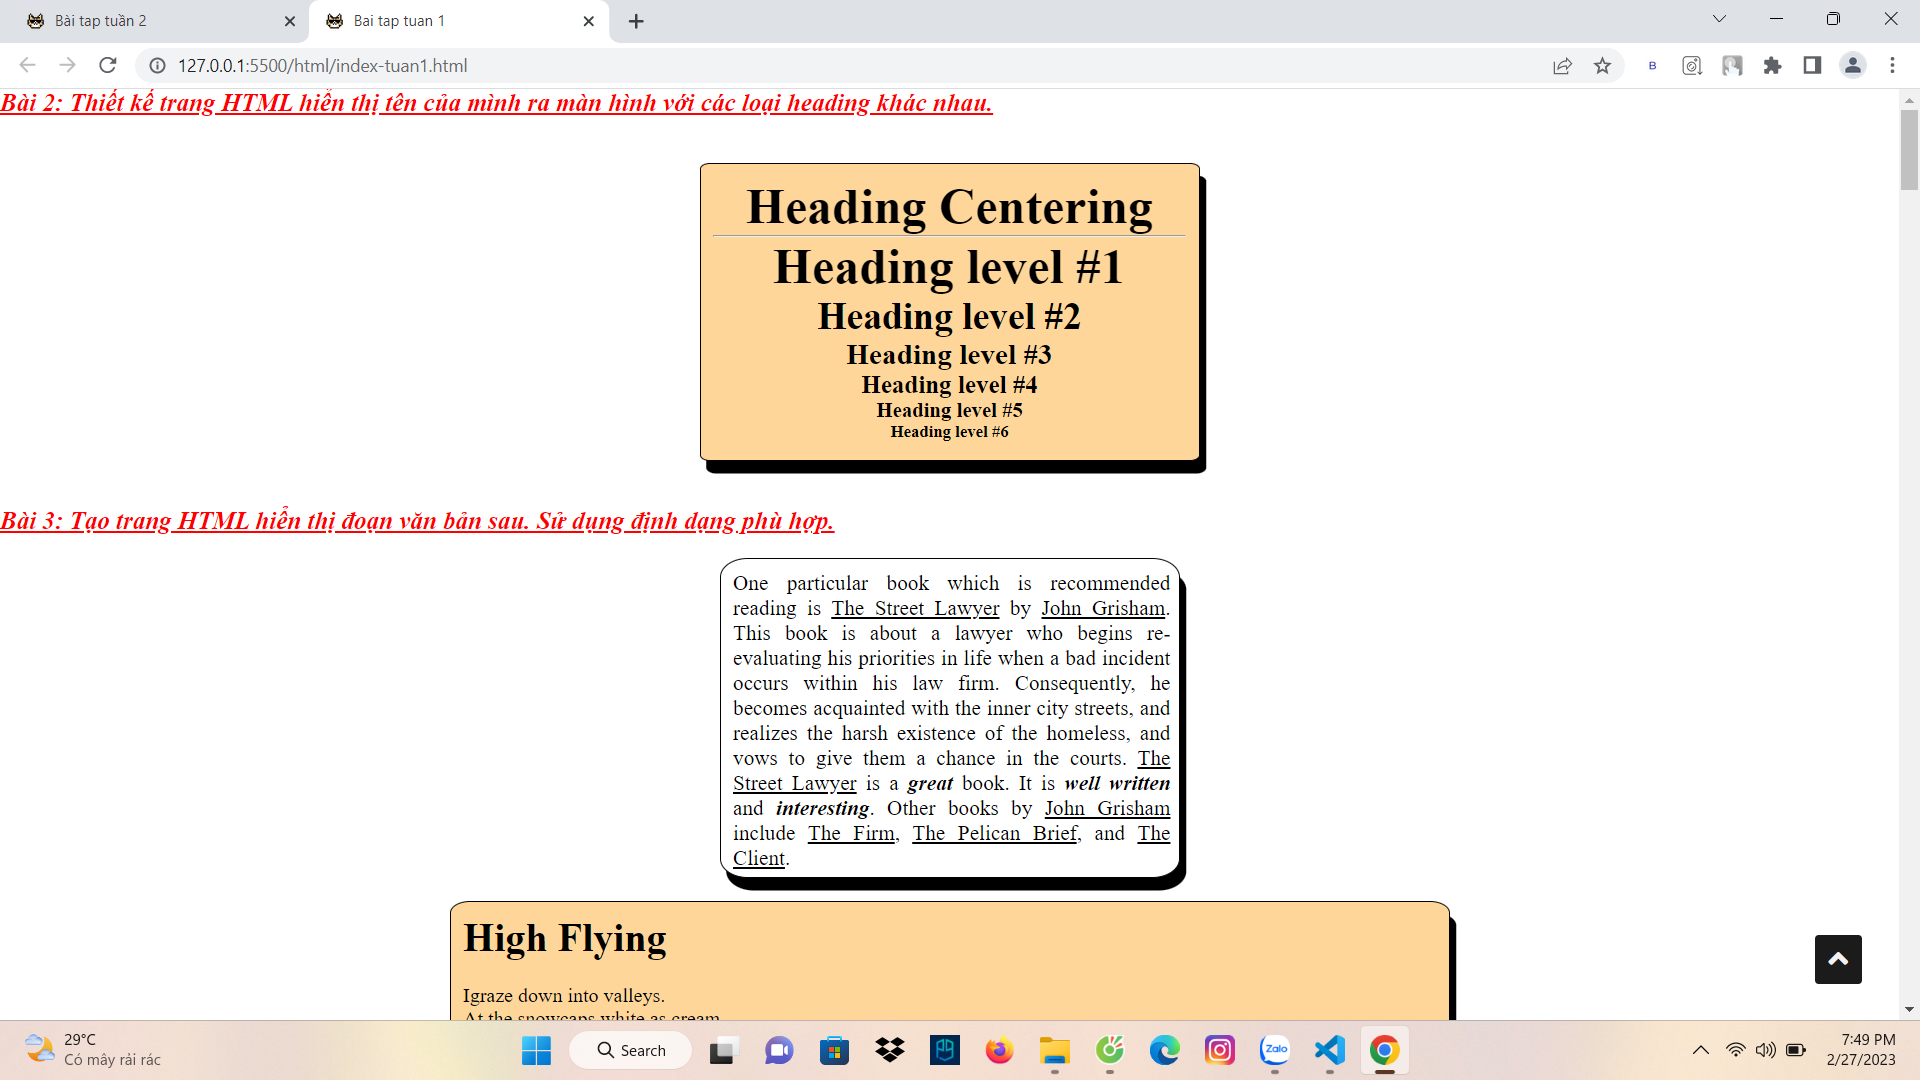 Bài tap tuần 2
Bai tap tuan 1
127.0.0.1:5500/html/index-tuan1.html
B
Bài 2: Thiết kế trang HTML hiển thị tên của mình ra màn hình với các loại heading khác nhau.
Heading Centering
Heading level #1
Heading level #2
Heading level #3
Heading level #4
Heading level #5
Heading level #6
Bài 3: Tạo trang HTML hiển thị đoạn văn bản sau. Sử dụng định dạng phù hợp.
One particular book which is recommended
reading is The Street Lawyer by John Grisham.
This book is about a lawyer who begins re-
evaluating his priorities in life when a bad incident
occurs within his law firm. Consequently, he
becomes acquainted with the inner city streets, and
realizes the harsh existence of the homeless, and
vows to give them a chance in the courts. The
Street Lawyer is a great book. It is well written
and interesting. Other books by John Grisham
include The Firm, The Pelican Brief, and The
Client.
High Flying
Igraze down into valleys.
At the snowcaps white as cream
29°C
Có mây rải rác
Search
Zalo
7:49 PM
2/27/2023